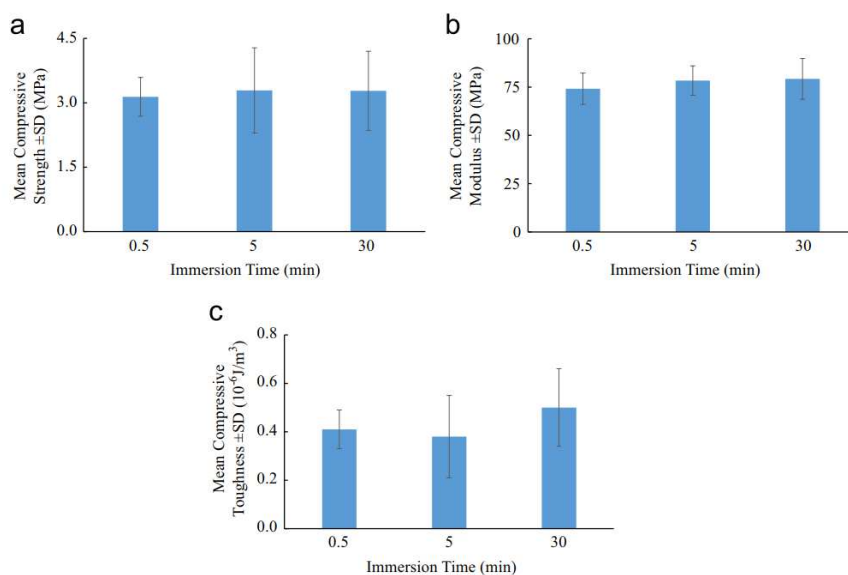 a
4.5
3.0
1.5
0.0
Mean Compressive
Strength ±SD (MPa)
0.5 5 30
Immersion Time (min)
b
100
75
50
25
0
Mean Compressive
Modulus ±SD (MPa)
0.5 5 30
Immersion Time (min)
c
0.8
0.6
0.4
0.2
0.0
Mean Compressive
Toughness ±SD (10⁻⁶J/m³)
0.5 5 30
Immersion Time (min)